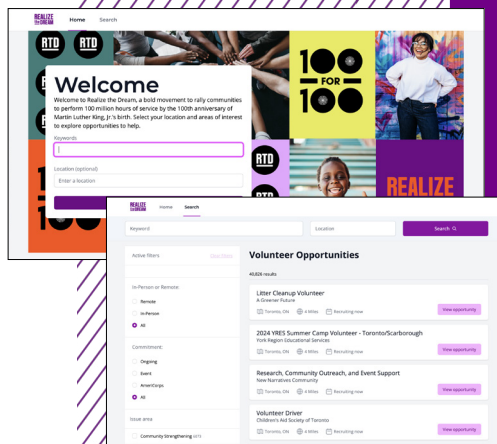 REALIZE
the DREAM
Home
Search
RTD
RTD
100
FOR
100
Welcome
Welcome to Realize the Dream, a bold movement to rally communities
to perform 100 million hours of service by the 100th anniversary of
Martin Luther King, Jr.'s birth. Select your location and areas of interest
to explore opportunities to help.
Keywords
Location (optional)
Enter a location
RTD
RTD
REALIZE
REALIZE
the DREAM
Home
Search
Keyword
Location
Search
Active filters
Volunteer Opportunities
40,826 results
In-Person or Remote:
Remote
In-Person
All
Commitment:
Ongoing
Event
AmeriCorps
All
Issue area
Community Strengthening
Litter Cleanup Volunteer
A Greener Future
Toronto, ON
4 Miles
Recruiting now
View opportunity
2024 YRES Summer Camp Volunteer - Toronto/Scarborough
York Region Educational Services
Toronto, ON
4 Miles
Recruiting now
View opportunity
Research, Community Outreach, and Event Support
New Narratives Community
Toronto, ON
4 Miles
Recruiting now
View opportunity
Volunteer Driver
Children's Aid Society of Toronto
Toronto, ON
4 Miles
Recruiting now
View opportunity